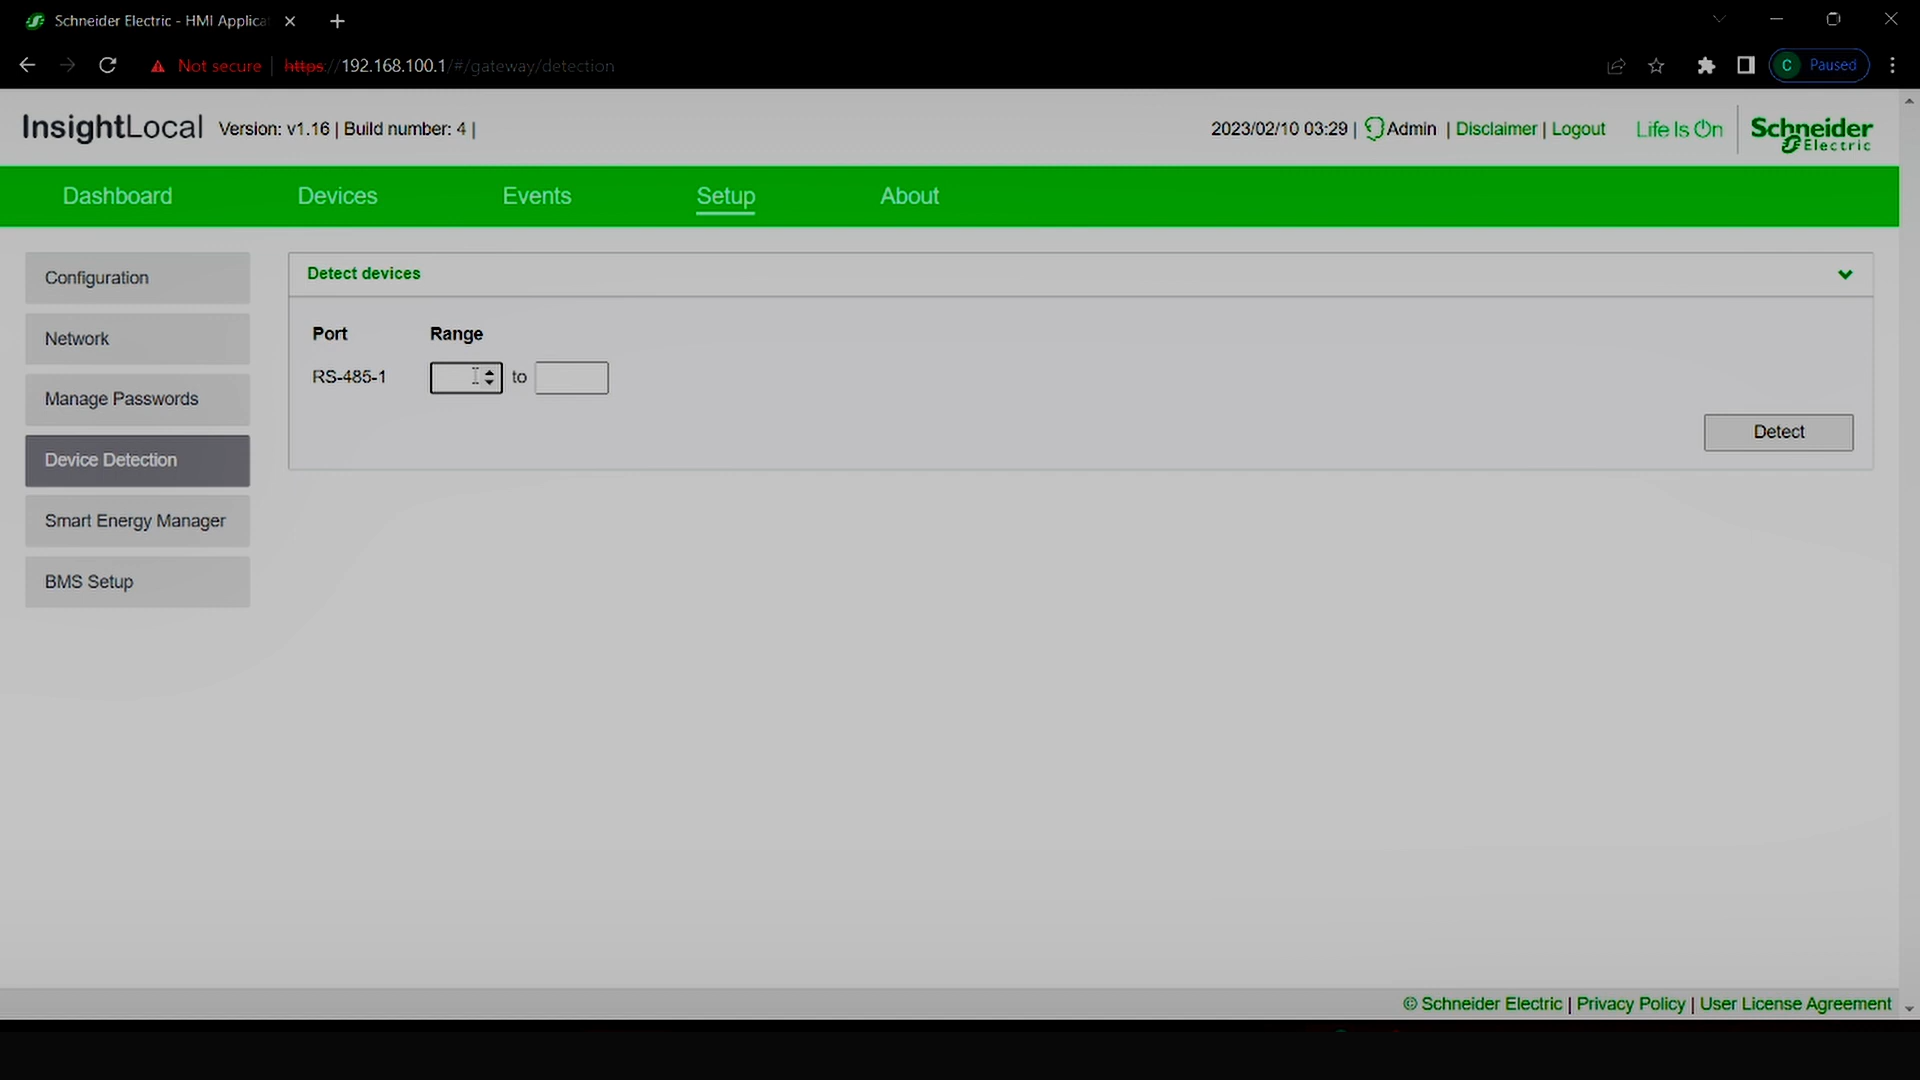 Schneider Electric - HMI Applica
Not secure https://192.168.100.1/#/gateway/detection C Paused
InsightLocal Version: v1.16 | Build number: 4 |
2023/02/10 03:29 | Admin | Disclaimer | Logout Life Is On Schneider Electric
Dashboard Devices Events Setup About
Configuration
Network
Manage Passwords
Device Detection
Smart Energy Manager
BMS Setup
Detect devices
Port Range
RS-485-1 to
Detect
© Schneider Electric | Privacy Policy | User License Agreement